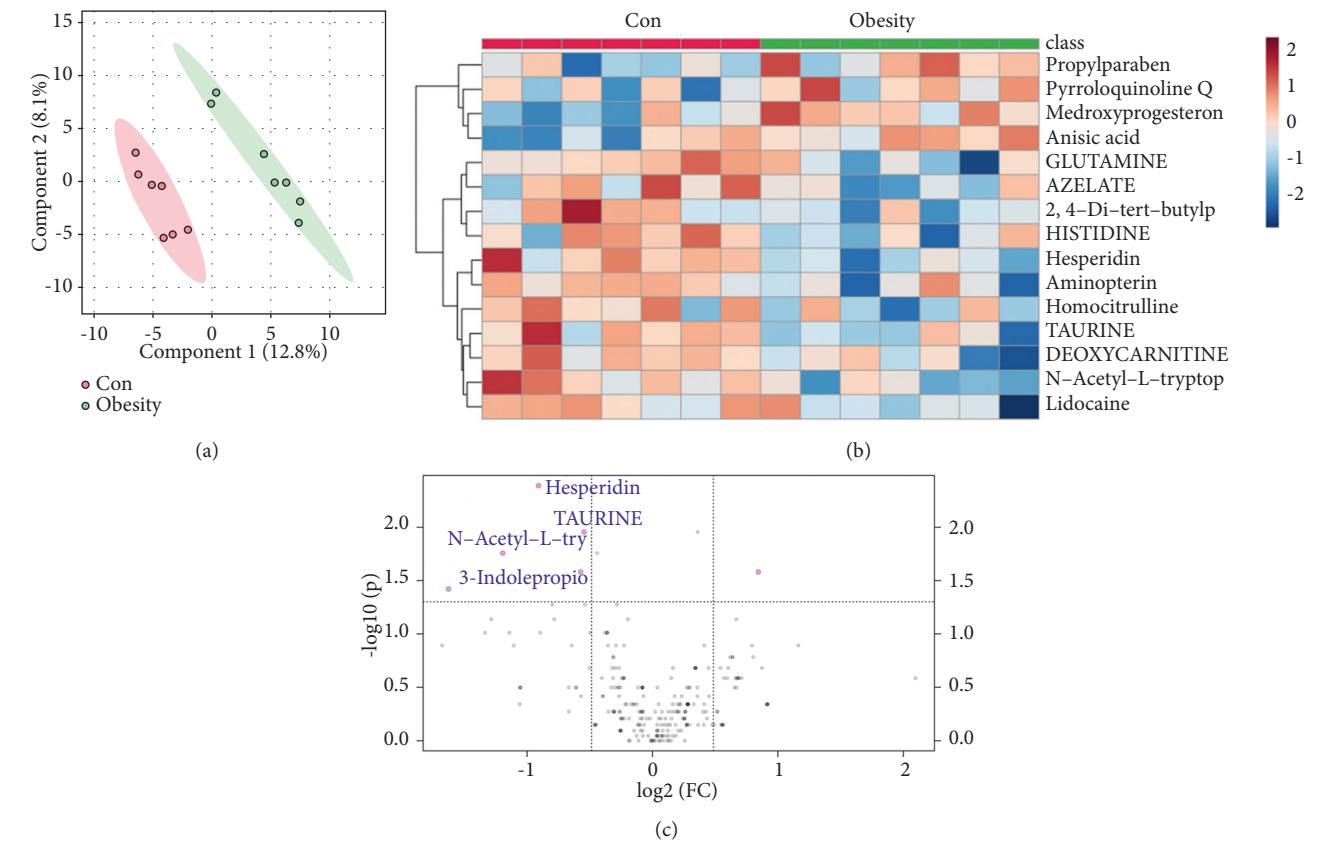 15
10
5
0
-5
-10
Component 2 (8.1%)
-10 -5 0 5 10
Component 1 (12.8%)
Con
Obesity
(a)
Con Obesity
class
Propylparaben
Pyrroloquinoline Q
Medroxyprogesteron
Anisic acid
GLUTAMINE
AZELATE
2, 4–Di–tert–butylp
HISTIDINE
Hesperidin
Aminopterin
Homocitrulline
TAURINE
DEOXYCARNITINE
N–Acetyl–L–tryptop
Lidocaine
2
1
0
-1
-2
(b)
Hesperidin
TAURINE
N–Acetyl–L–try
3-Indolepropio
2.0
1.5
1.0
0.5
0.0
-log10 (p)
2.0
1.5
1.0
0.5
0.0
-1 0 1 2
log2 (FC)
(c)